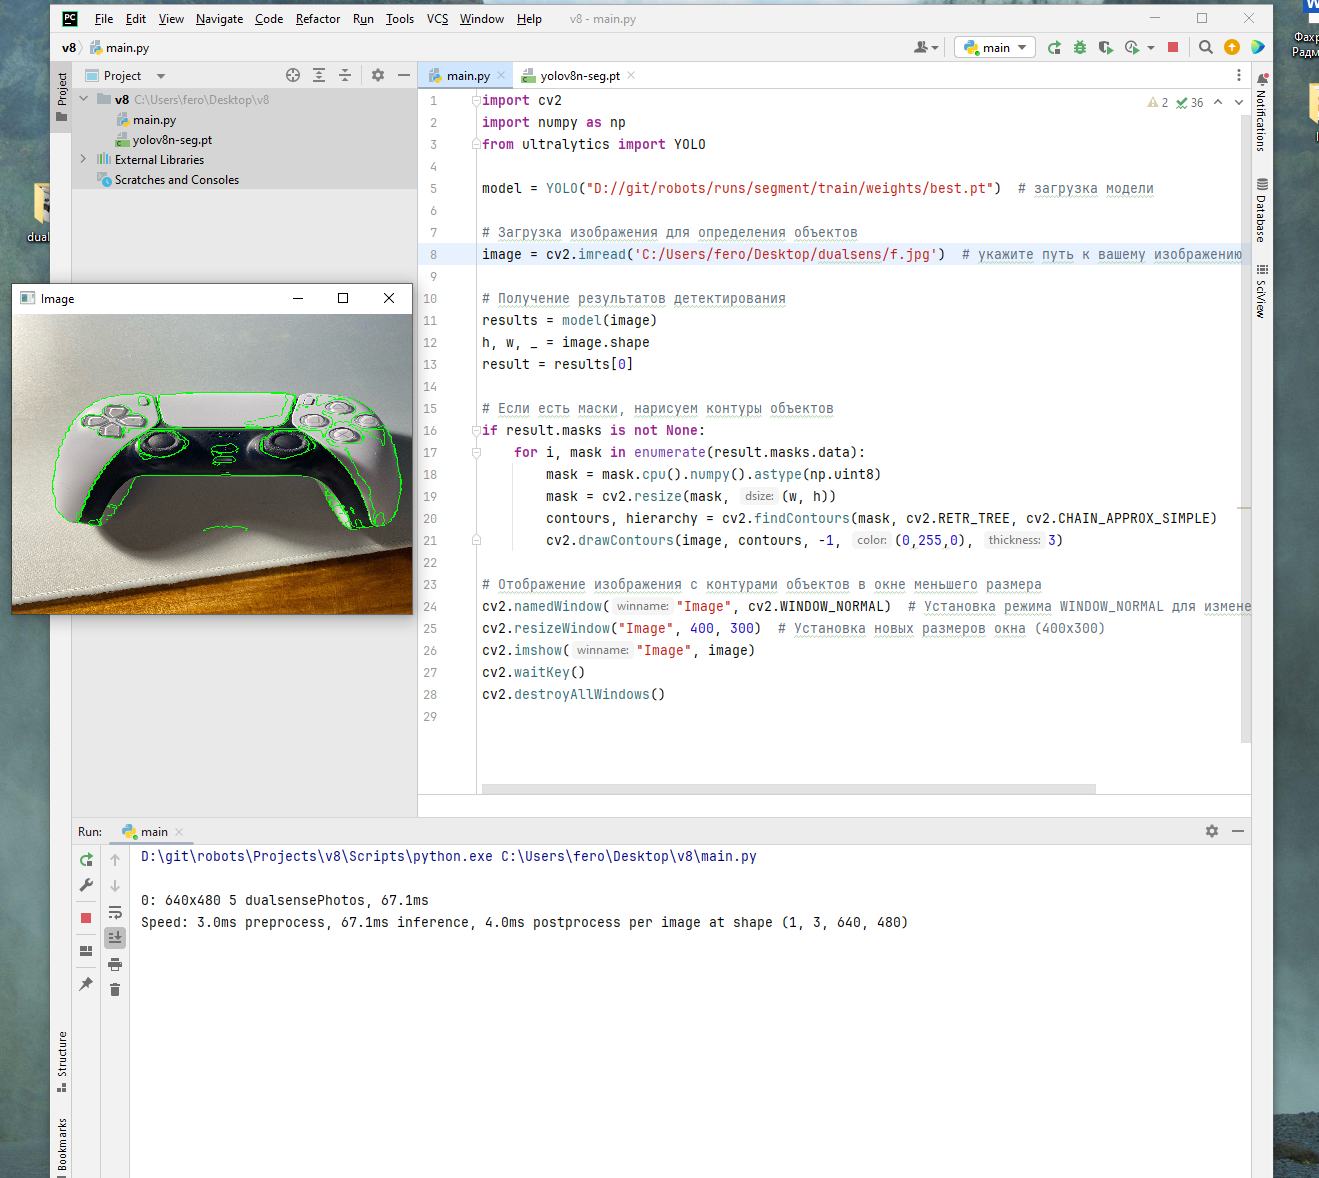 File Edit View Navigate Code Refactor Run Tools VCS Window Help v8 - main.py
v8 main.py
main
Project
main.py
yolov8n-seg.pt
Project
v8 C:\Users\fero\Desktop\v8
main.py
yolov8n-seg.pt
External Libraries
Scratches and Consoles
2 36
1 import cv2
2 import numpy as np
3 from ultralytics import YOLO
4
5 model = YOLO("D://git/robots/runs/segment/train/weights/best.pt") # загрузка модели
6
7 # Загрузка изображения для определения объектов
8 image = cv2.imread('C:/Users/fero/Desktop/dualsens/f.jpg') # укажите путь к вашему изображению
9
10 # Получение результатов детектирования
11 results = model(image)
12 h, w, _ = image.shape
13 result = results[0]
14
15 # Если есть маски, нарисуем контуры объектов
16 if result.masks is not None:
17 for i, mask in enumerate(result.masks.data):
18 mask = mask.cpu().numpy().astype(np.uint8)
19 mask = cv2.resize(mask, dsize: (w, h))
20 contours, hierarchy = cv2.findContours(mask, cv2.RETR_TREE, cv2.CHAIN_APPROX_SIMPLE)
21 cv2.drawContours(image, contours, -1, color: (0,255,0), thickness: 3)
22
23 # Отображение изображения с контурами объектов в окне меньшего размера
24 cv2.namedWindow( winname: "Image", cv2.WINDOW_NORMAL) # Установка режима WINDOW_NORMAL для измене
25 cv2.resizeWindow("Image", 400, 300) # Установка новых размеров окна (400x300)
26 cv2.imshow( winname: "Image", image)
27 cv2.waitKey()
28 cv2.destroyAllWindows()
29
Image
Notifications
Database
SciView
dual
Run: main
D:\git\robots\Projects\v8\Scripts\python.exe C:\Users\fero\Desktop\v8\main.py
0: 640x480 5 dualsensePhotos, 67.1ms
Speed: 3.0ms preprocess, 67.1ms inference, 4.0ms postprocess per image at shape (1, 3, 640, 480)
Structure
Bookmarks